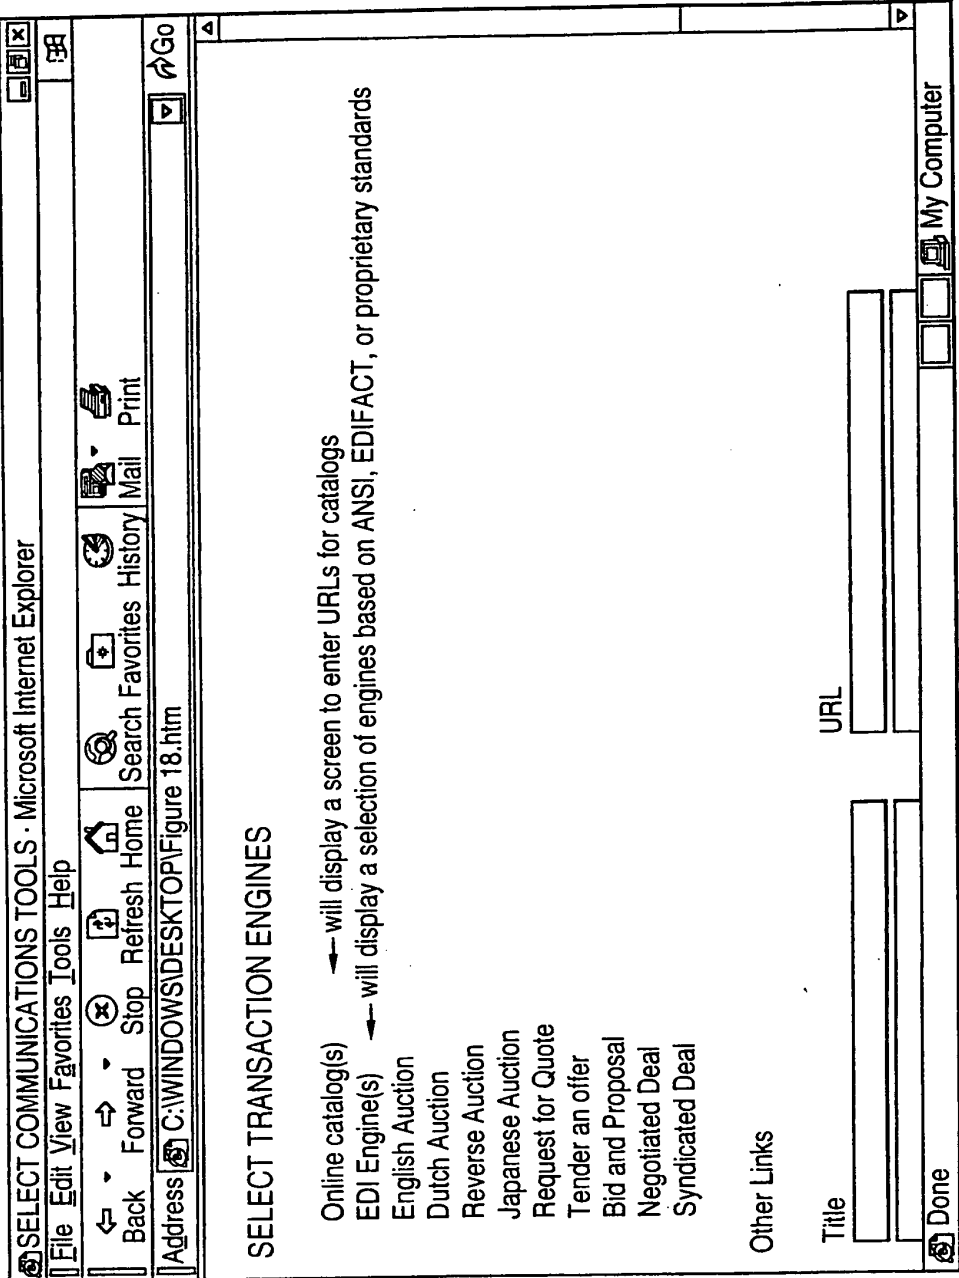 SELECT COMMUNICATIONS TOOLS - Microsoft Internet Explorer
File Edit View Favorites Tools Help
Back Forward Stop Refresh Home Search Favorites History Mail Print
Address C:\WINDOWS\DESKTOP\Figure 18.htm Go
SELECT TRANSACTION ENGINES
Online catalog(s) ← will display a screen to enter URLs for catalogs
EDI Engine(s) ← will display a selection of engines based on ANSI, EDIFACT, or proprietary standards
English Auction
Dutch Auction
Reverse Auction
Japanese Auction
Request for Quote
Tender an offer
Bid and Proposal
Negotiated Deal
Syndicated Deal
Other Links
Title URL
Done My Computer